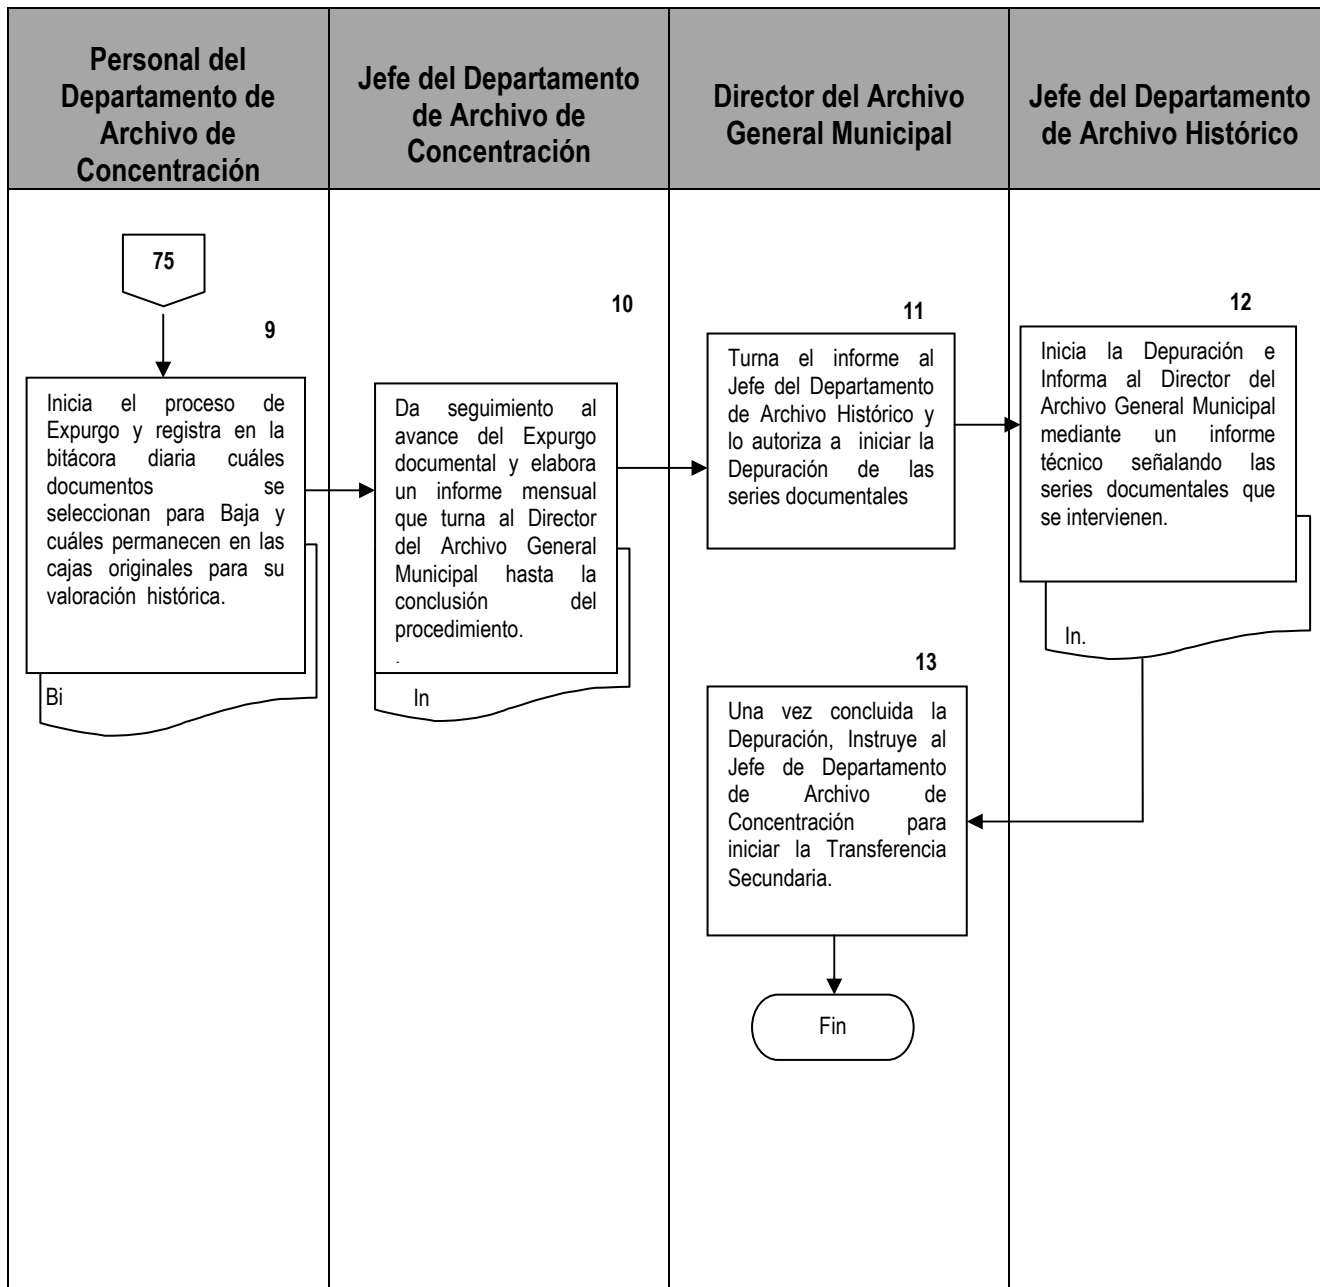 Personal del
Departamento de
Archivo de
Concentración
Jefe del Departamento
de Archivo de
Concentración
Director del Archivo
General Municipal
Jefe del Departamento
de Archivo Histórico
75
9
Inicia el proceso de
Expurgo y registra en la
bitácora diaria cuáles
documentos se
seleccionan para Baja y
cuáles permanecen en las
cajas originales para su
valoración histórica.
Bi
10
Da seguimiento al
avance del Expurgo
documental y elabora
un informe mensual
que turna al Director
del Archivo General
Municipal hasta la
conclusión del
procedimiento.
.
In
11
Turna el informe al
Jefe del Departamento
de Archivo Histórico y
lo autoriza a iniciar la
Depuración de las
series documentales
12
Inicia la Depuración e
Informa al Director del
Archivo General Municipal
mediante un informe
técnico señalando las
series documentales que
se intervienen.
In.
13
Una vez concluida la
Depuración, Instruye al
Jefe de Departamento
de Archivo de
Concentración para
iniciar la Transferencia
Secundaria.
Fin